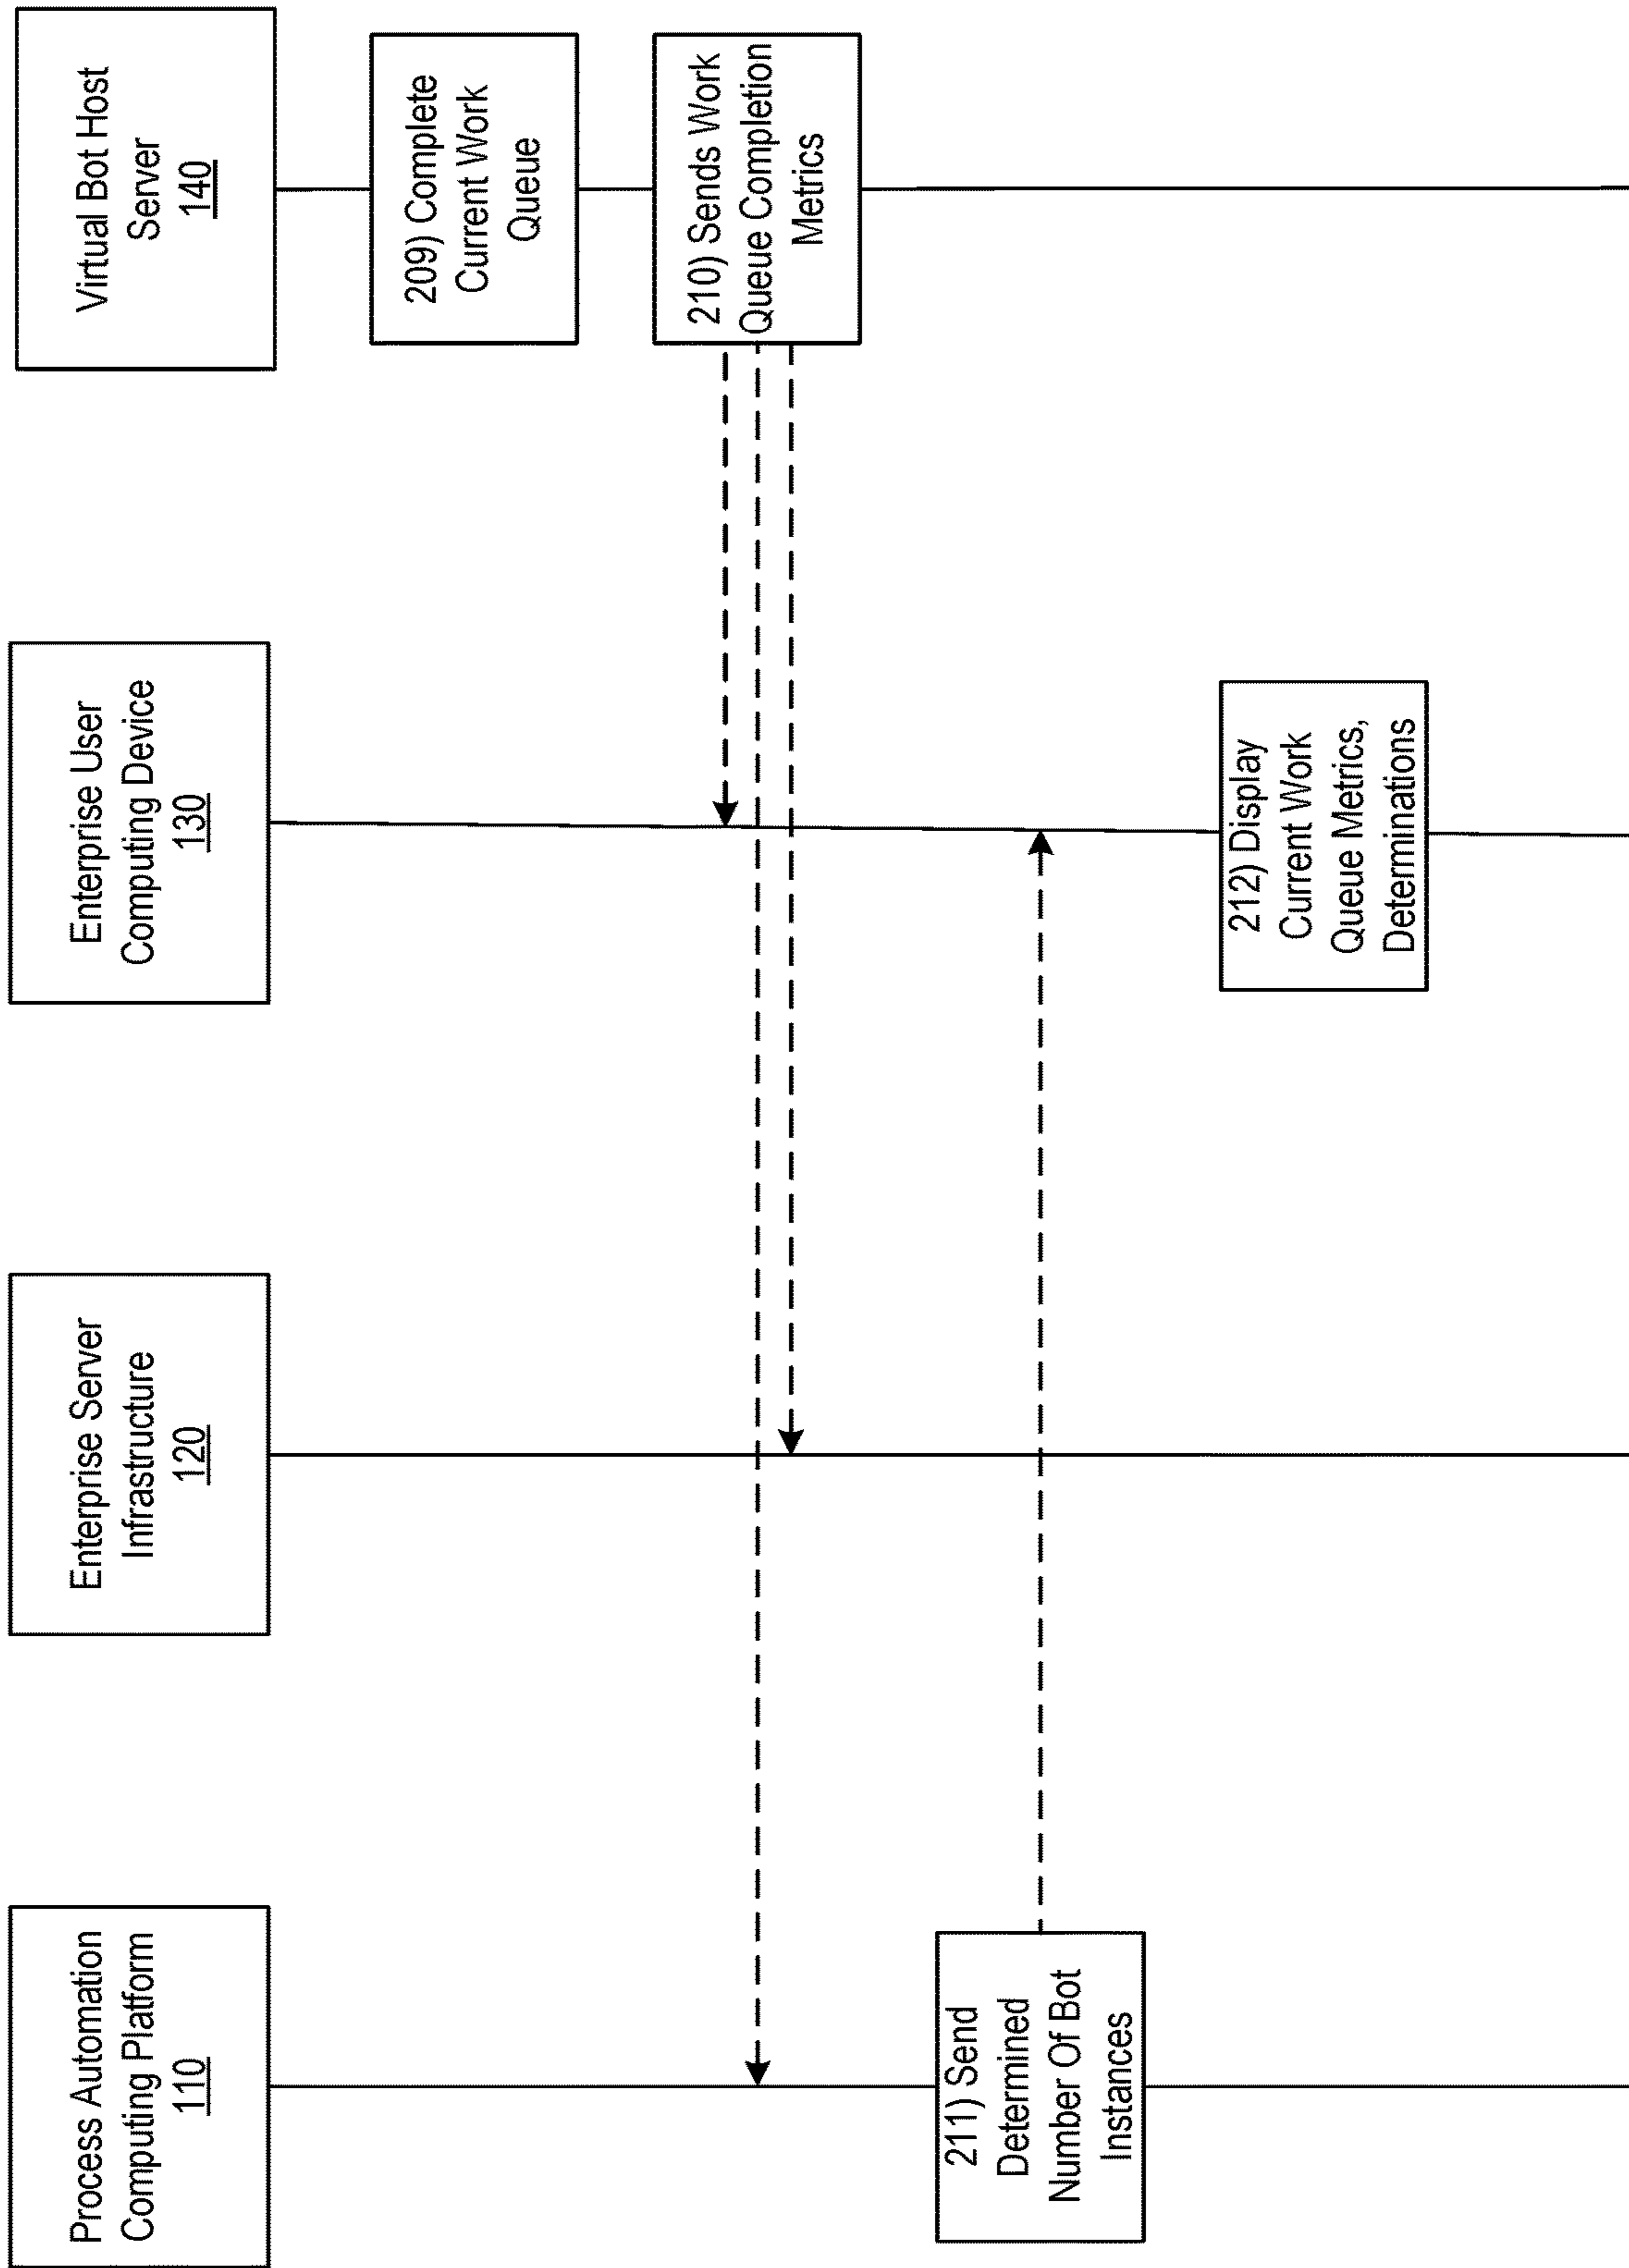 Process Automation
Computing Platform
110
Enterprise Server
Infrastructure
120
Enterprise User
Computing Device
130
Virtual Bot Host
Server
140
209) Complete
Current Work
Queue
210) Sends Work
Queue Completion
Metrics
211) Send
Determined
Number Of Bot
Instances
212) Display
Current Work
Queue Metrics,
Determinations